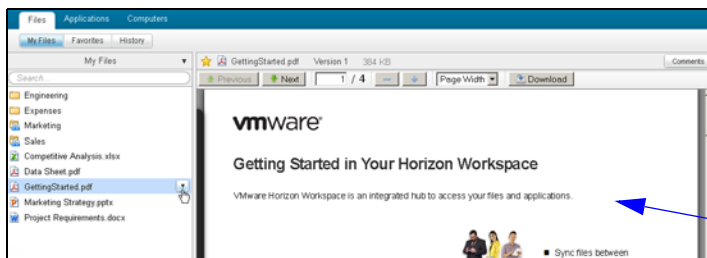 Files Applications Computers
My Files Favorites History
My Files
GettingStarted.pdf Version 1 384 KB
Comments
Search...
Previous Next 1 / 4 Page Width Download
Engineering
Expenses
Marketing
Sales
Competitive Analysis.xlsx
Data Sheet.pdf
GettingStarted.pdf
Marketing Strategy.pptx
Project Requirements.docx
vmware®
Getting Started in Your Horizon Workspace
VMware Horizon Workspace is an integrated hub to access your files and applications.
■ Sync files between